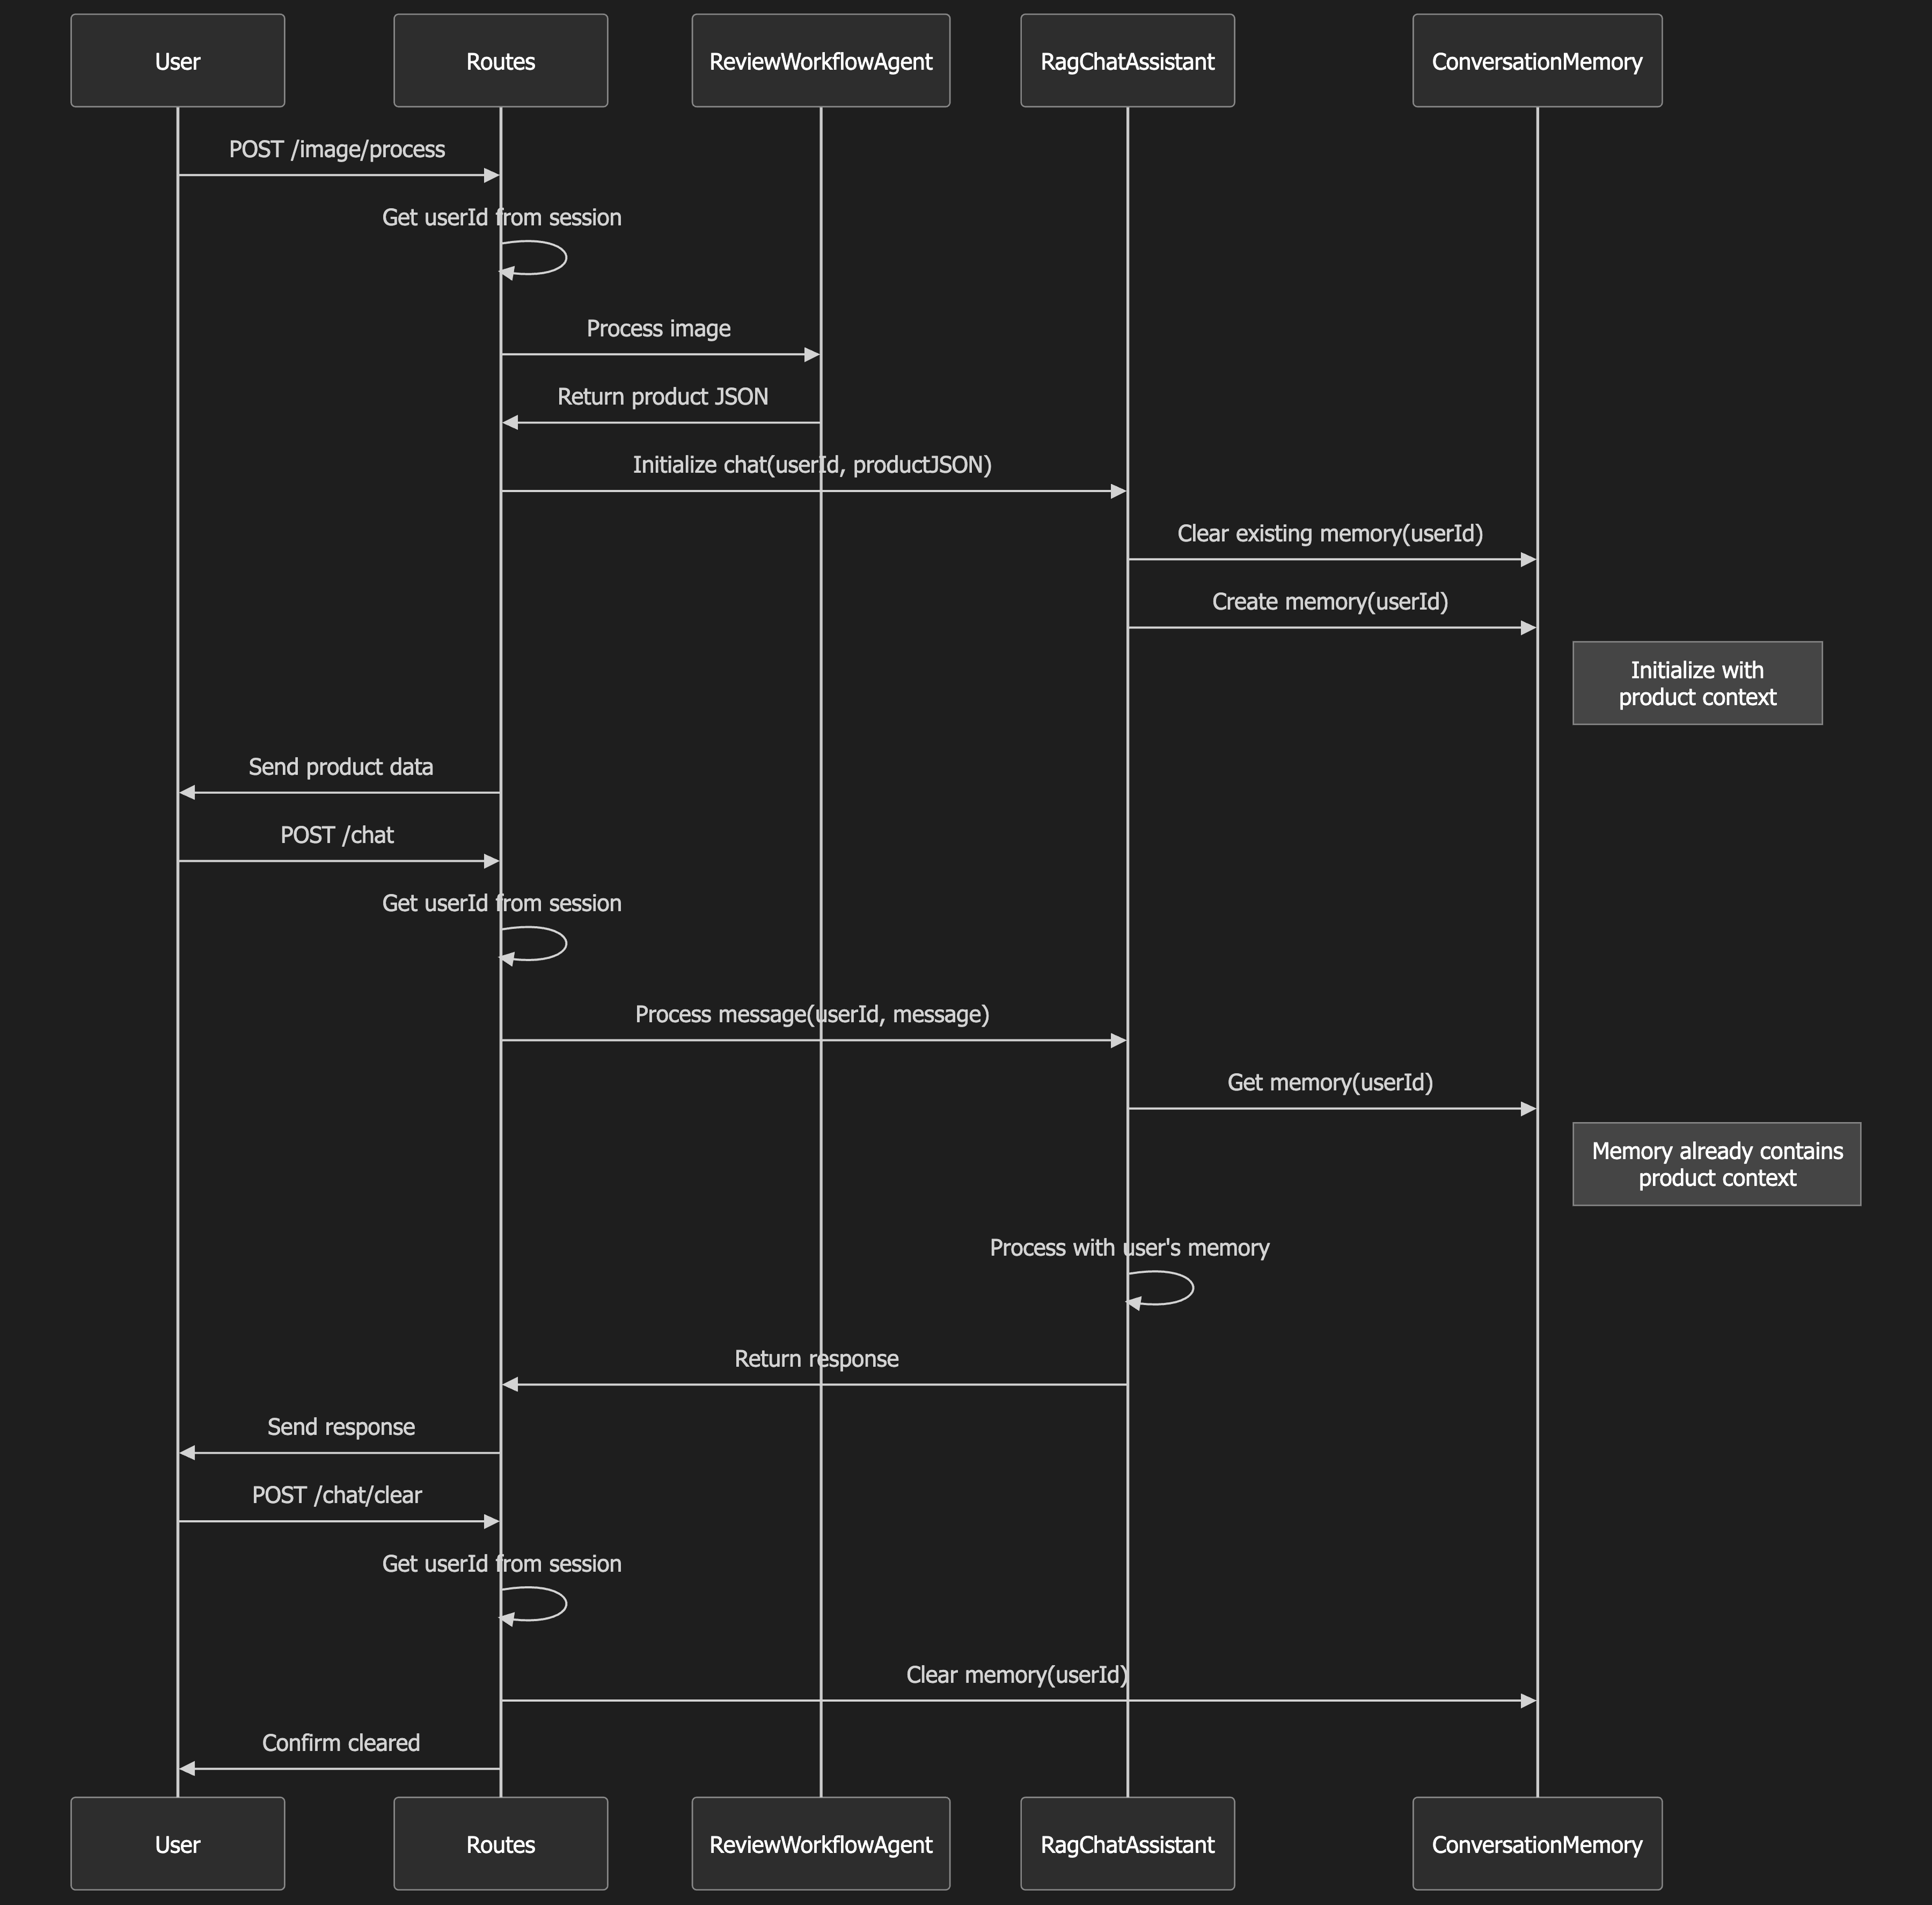 User
Routes
ReviewWorkflowAgent
RagChatAssistant
ConversationMemory
POST /image/process
Get userId from session
Process image
Return product JSON
Initialize chat(userId, productJSON)
Clear existing memory(userId)
Create memory(userId)
Initialize with
product context
Send product data
POST /chat
Get userId from session
Process message(userId, message)
Get memory(userId)
Memory already contains
product context
Process with user's memory
Return response
Send response
POST /chat/clear
Get userId from session
Clear memory(userId)
Confirm cleared
User
Routes
ReviewWorkflowAgent
RagChatAssistant
ConversationMemory